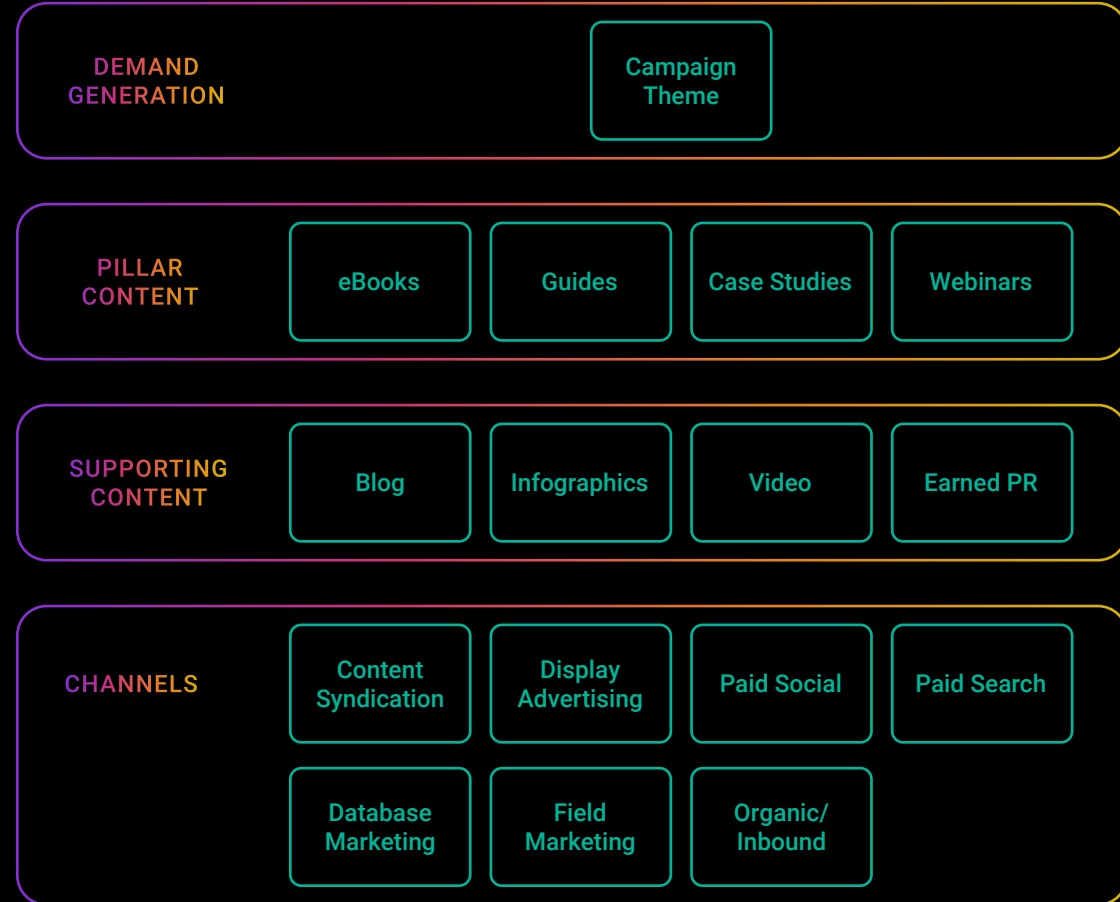 DEMAND
GENERATION
Campaign
Theme
PILLAR
CONTENT
eBooks
Guides
Case Studies
Webinars
SUPPORTING
CONTENT
Blog
Infographics
Video
Earned PR
CHANNELS
Content
Syndication
Display
Advertising
Paid Social
Paid Search
Database
Marketing
Field
Marketing
Organic/
Inbound